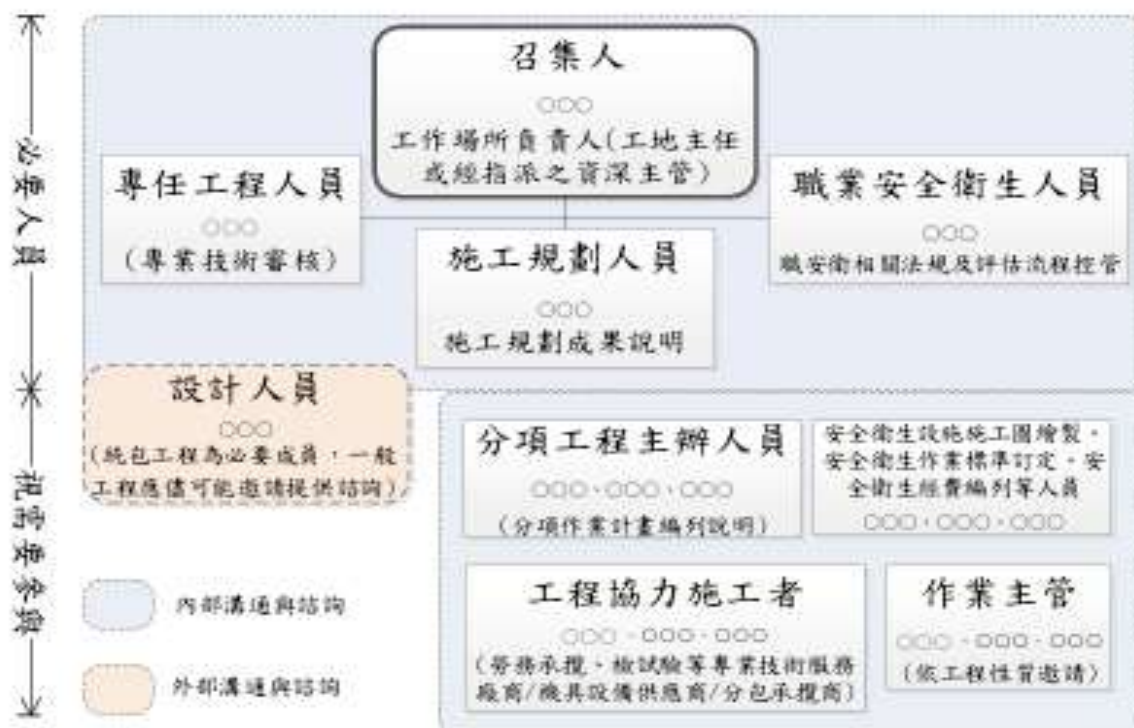 必要人員
召集人
○○○
工作場所負責人(工地主任
或經指派之資深主管)
專任工程人員
○○○
(專業技術審核)
施工規劃人員
○○○
施工規劃成果說明
職業安全衛生人員
○○○
職安衛相關法規及評估流程控管
視需要參與
設計人員
○○○
(統包工程為必要成員，一般
工程應儘可能邀請提供諮詢)
分項工程主辦人員
○○○、○○○、○○○
(分項作業計畫編列說明)
安全衛生設施施工圖繪製、
安全衛生作業標準訂定、安
全衛生經費編列等人員
○○○、○○○、○○○
工程協力施工者
○○○、○○○、○○○
(勞務承攬、檢試驗等專業技術服務
廠商/機具設備供應商/分包承攬商)
作業主管
○○○、○○○、○○○
(依工程性質邀請)
內部溝通與諮詢
外部溝通與諮詢